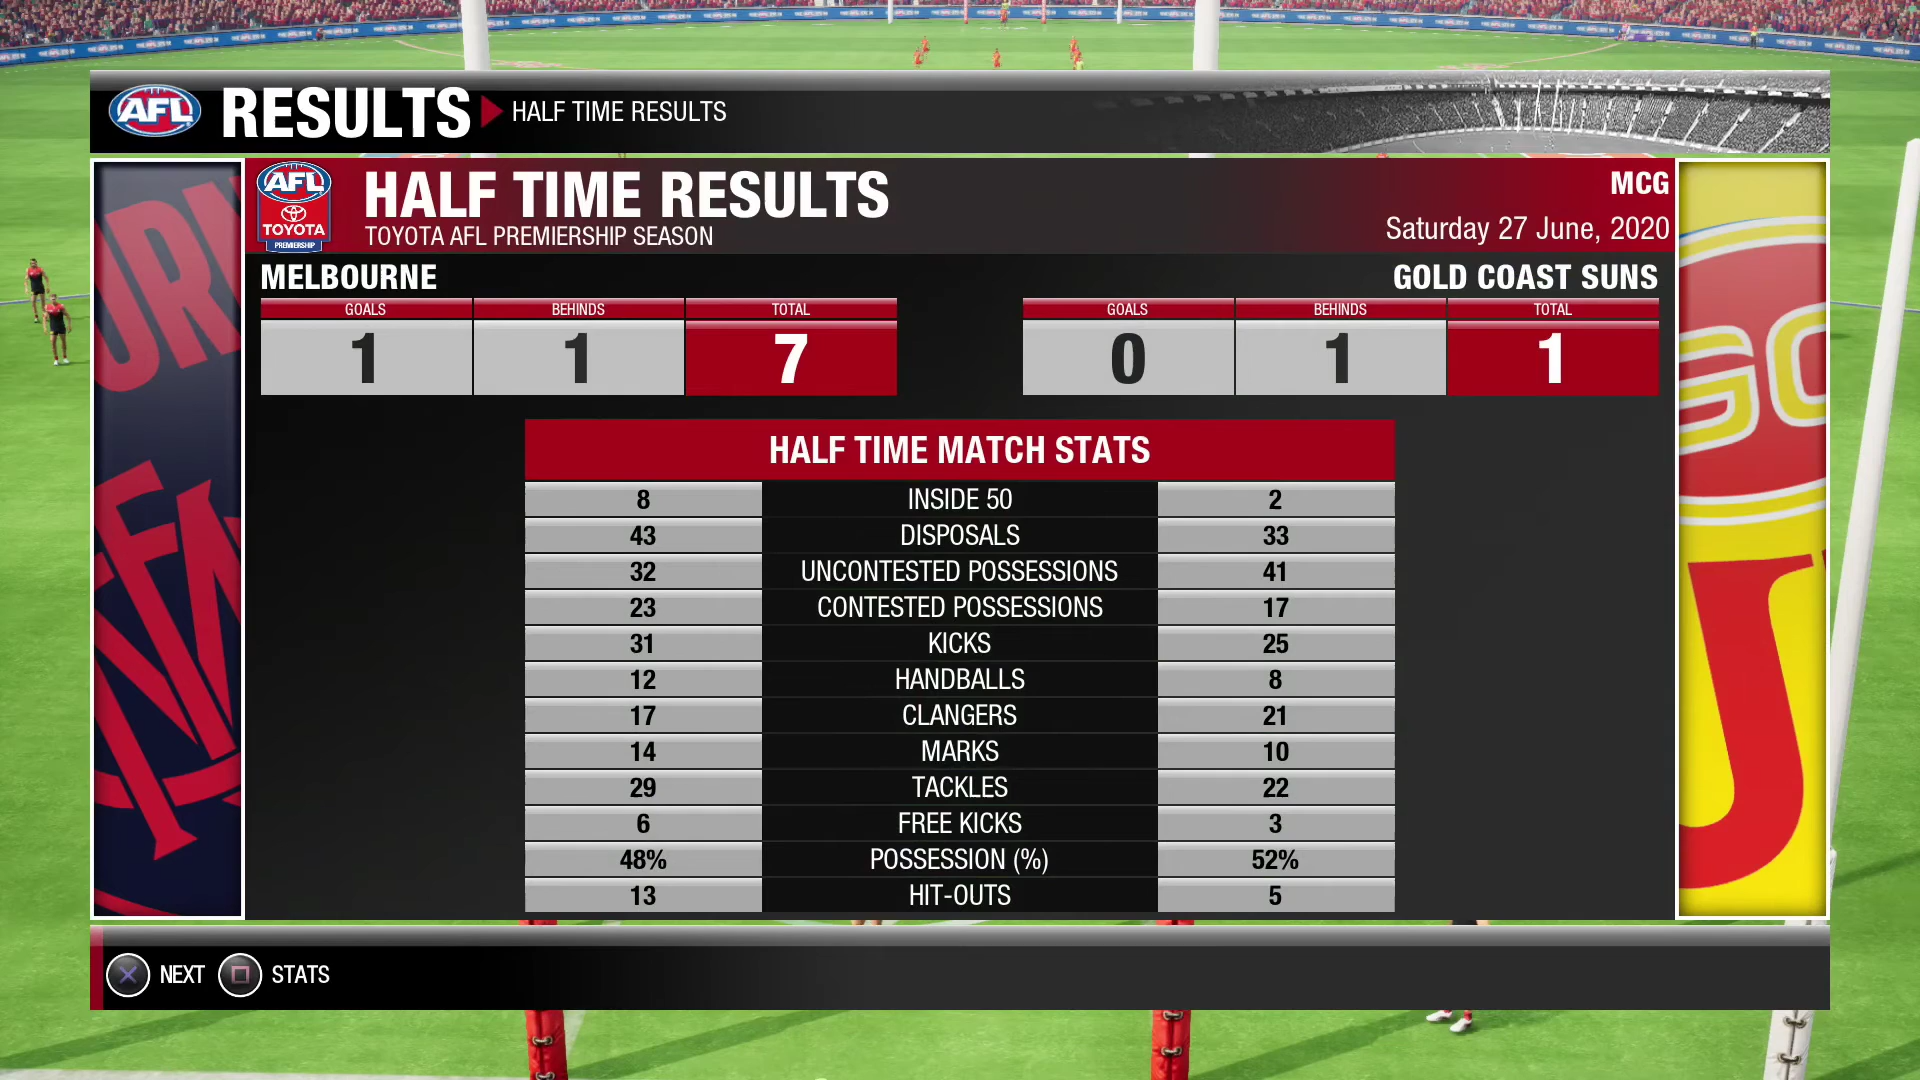 AFL RESULTS HALF TIME RESULTS
AFL
TOYOTA
PREMIERSHIP
HALF TIME RESULTS
TOYOTA AFL PREMIERSHIP SEASON
MCG
Saturday 27 June, 2020
MELBOURNE
GOLD COAST SUNS
GOALS BEHINDS TOTAL GOALS BEHINDS TOTAL
1 1 7 0 1 1
HALF TIME MATCH STATS
8 INSIDE 50 2
43 DISPOSALS 33
32 UNCONTESTED POSSESSIONS 41
23 CONTESTED POSSESSIONS 17
31 KICKS 25
12 HANDBALLS 8
17 CLANGERS 21
14 MARKS 10
29 TACKLES 22
6 FREE KICKS 3
48% POSSESSION (%) 52%
13 HIT-OUTS 5
NEXT STATS